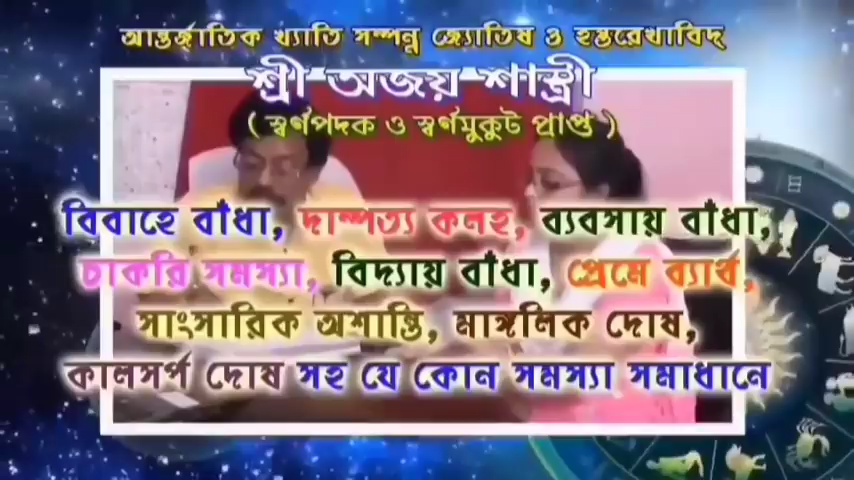 আন্তর্জাতিক খ্যাতি সম্পন্ন জ্যোতিষ ও হস্তরেখাবিদ্
শ্রী অজয় শাস্ত্রী
( স্বর্ণপদক ও স্বর্ণমুকুট প্রাপ্ত )
বিবাহে বাঁধা, দাম্পত্য কলহ, ব্যবসায় বাঁধা,
চাকরি সমস্যা, বিদ্যায় বাঁধা, প্রেমে ব্যার্থ,
সাংসারিক অশান্তি, মাঙ্গলিক দোষ,
কালসর্প দোষ সহ যে কোন সমস্যা সমাধানে